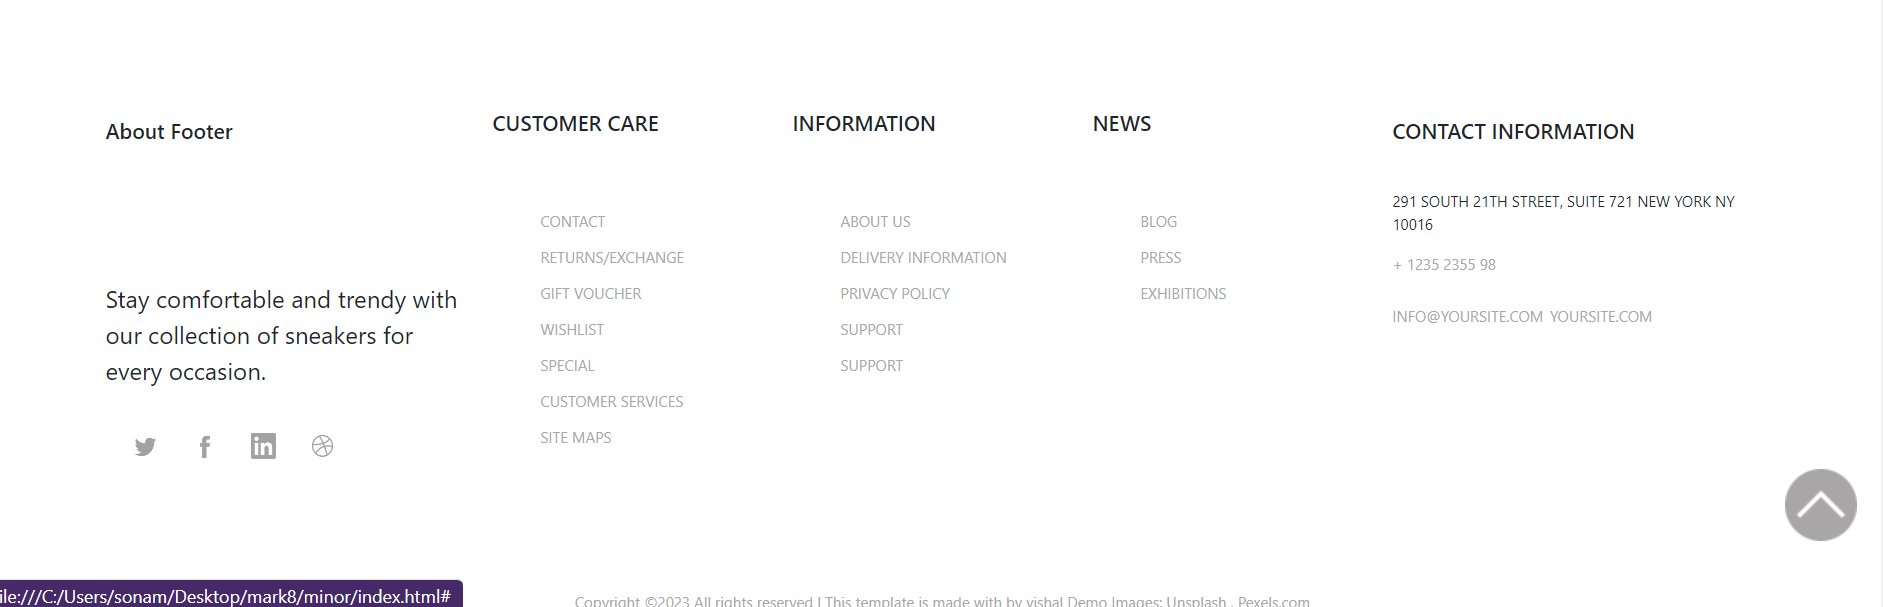 About Footer
Stay comfortable and trendy with
our collection of sneakers for
every occasion.
in
CUSTOMER CARE
CONTACT
RETURNS/EXCHANGE
GIFT VOUCHER
WISHLIST
SPECIAL
CUSTOMER SERVICES
SITE MAPS
INFORMATION
ABOUT US
DELIVERY INFORMATION
PRIVACY POLICY
SUPPORT
SUPPORT
NEWS
BLOG
PRESS
EXHIBITIONS
CONTACT INFORMATION
291 SOUTH 21TH STREET, SUITE 721 NEW YORK NY
10016
+ 1235 2355 98
INFO@YOURSITE.COM YOURSITE.COM
ile:///C:/Users/sonam/Desktop/mark8/minor/index.html#
Copyright ©2023 All rights reserved | This template is made with by vishal Demo Images: Unsplash , Pexels.com